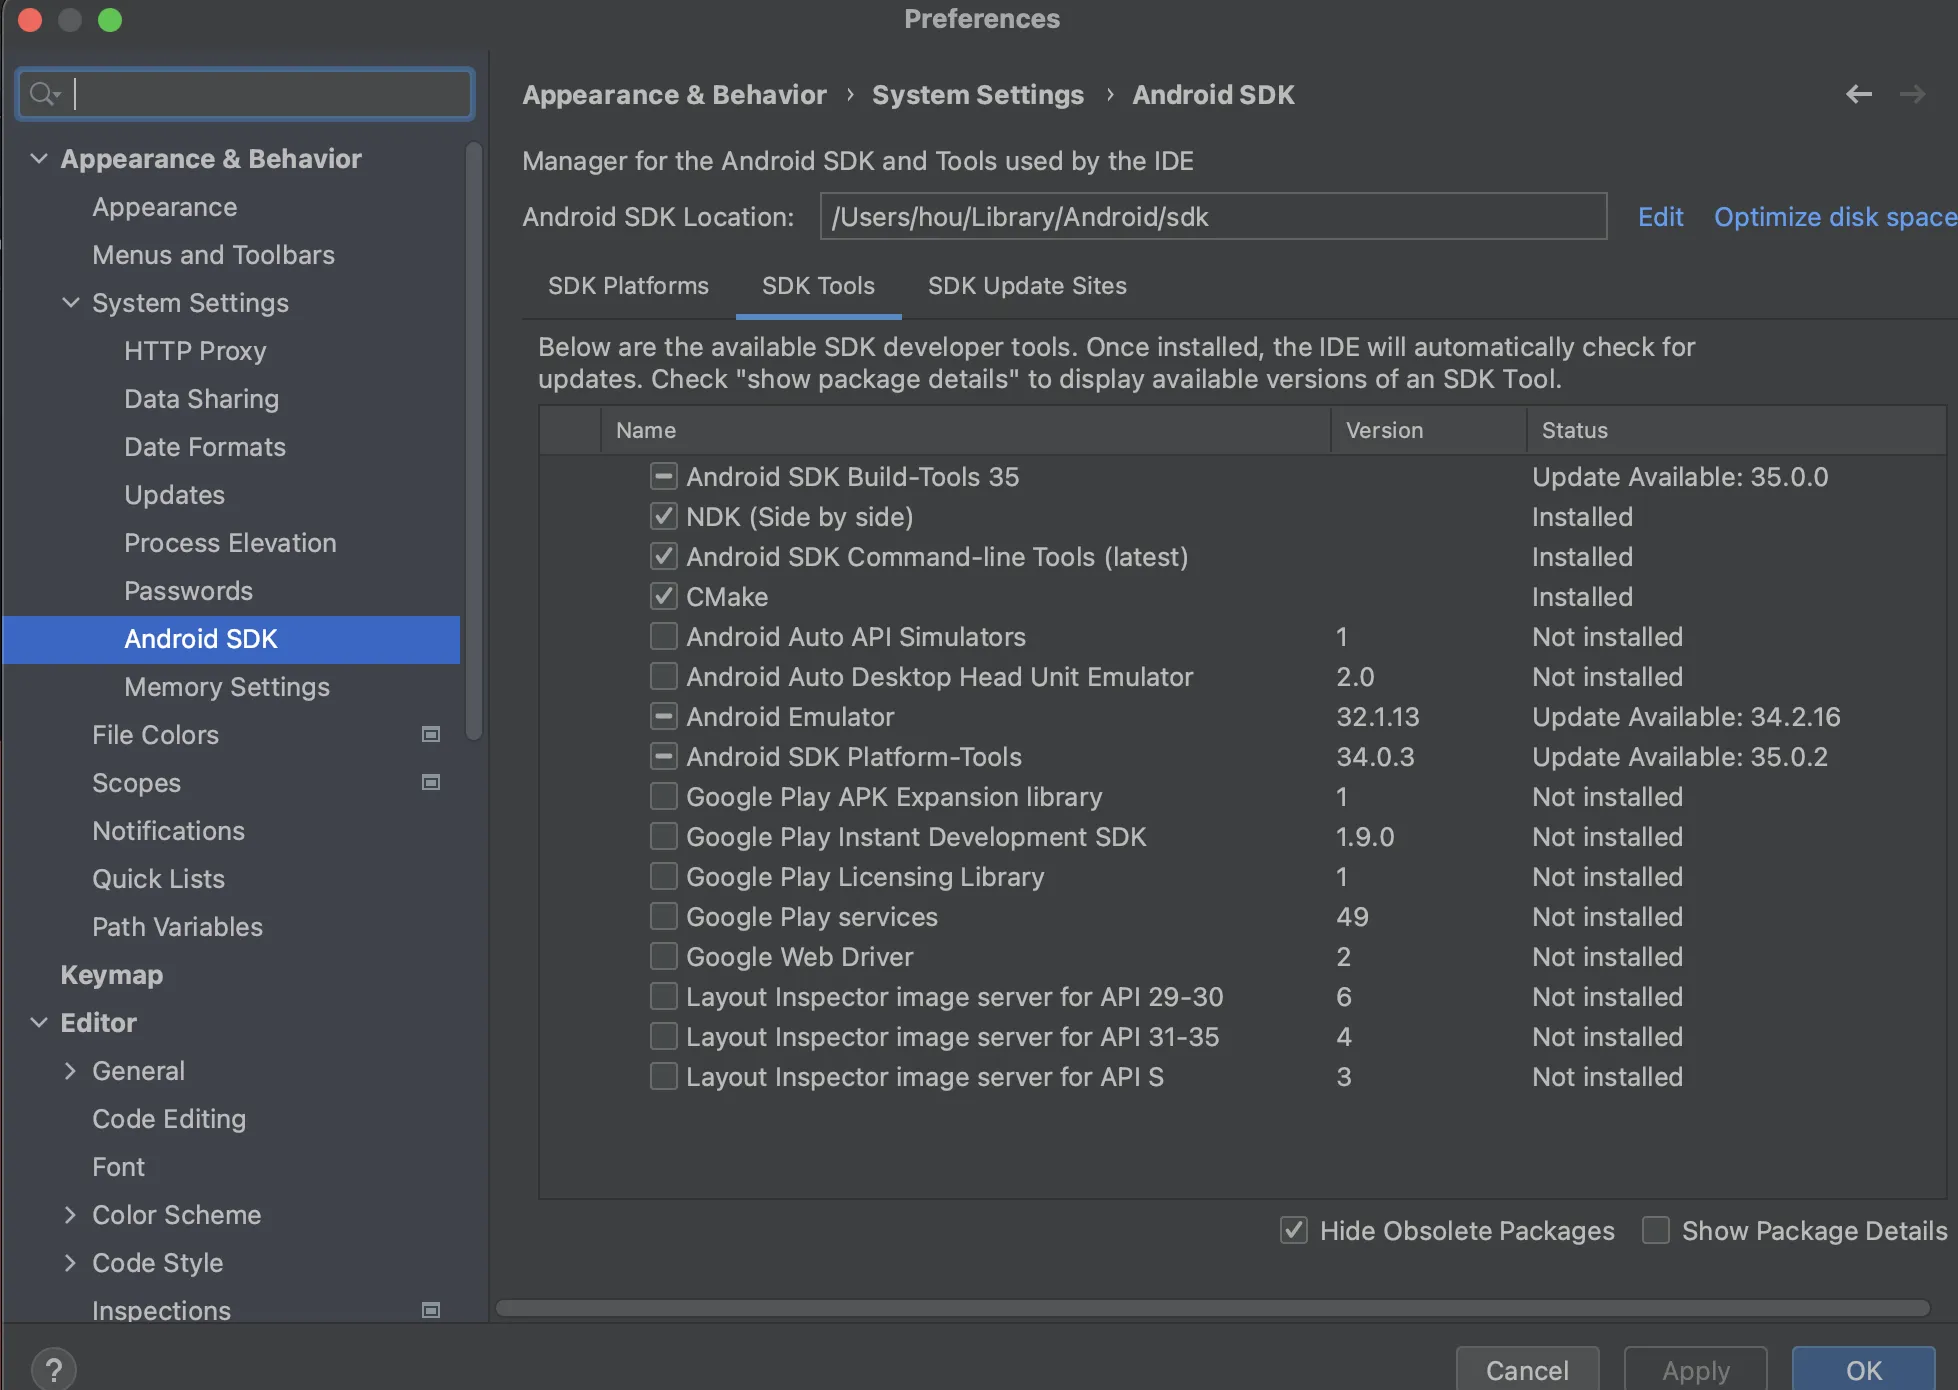 Preferences
Appearance & Behavior
Appearance
Menus and Toolbars
System Settings
HTTP Proxy
Data Sharing
Date Formats
Updates
Process Elevation
Passwords
Android SDK
Memory Settings
File Colors
Scopes
Notifications
Quick Lists
Path Variables
Keymap
Editor
General
Code Editing
Font
Color Scheme
Code Style
Inspections
Appearance & Behavior › System Settings › Android SDK
Manager for the Android SDK and Tools used by the IDE
Android SDK Location: /Users/hou/Library/Android/sdk Edit Optimize disk space
SDK Platforms SDK Tools SDK Update Sites
Below are the available SDK developer tools. Once installed, the IDE will automatically check for
updates. Check "show package details" to display available versions of an SDK Tool.
Name Version Status
Android SDK Build-Tools 35 Update Available: 35.0.0
NDK (Side by side) Installed
Android SDK Command-line Tools (latest) Installed
CMake Installed
Android Auto API Simulators 1 Not installed
Android Auto Desktop Head Unit Emulator 2.0 Not installed
Android Emulator 32.1.13 Update Available: 34.2.16
Android SDK Platform-Tools 34.0.3 Update Available: 35.0.2
Google Play APK Expansion library 1 Not installed
Google Play Instant Development SDK 1.9.0 Not installed
Google Play Licensing Library 1 Not installed
Google Play services 49 Not installed
Google Web Driver 2 Not installed
Layout Inspector image server for API 29-30 6 Not installed
Layout Inspector image server for API 31-35 4 Not installed
Layout Inspector image server for API S 3 Not installed
Hide Obsolete Packages Show Package Details
? Cancel Apply OK